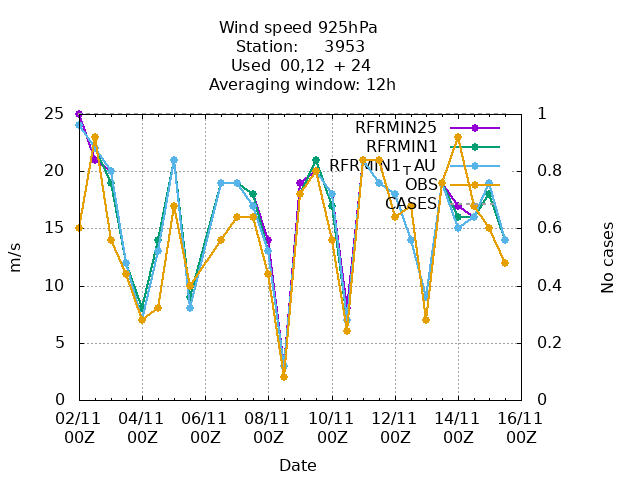 Wind speed 925hPa
Station: 3953
Used 00,12 + 24
Averaging window: 12h
25
20
15
10
5
0
m/s
1
0.8
0.6
0.4
0.2
0
No cases
RFRMIN25
RFRMIN1
RFRMIN1_AU
OBS
CASES
02/11 04/11 06/11 08/11 10/11 12/11 14/11 16/11
00Z 00Z 00Z 00Z 00Z 00Z 00Z 00Z
Date